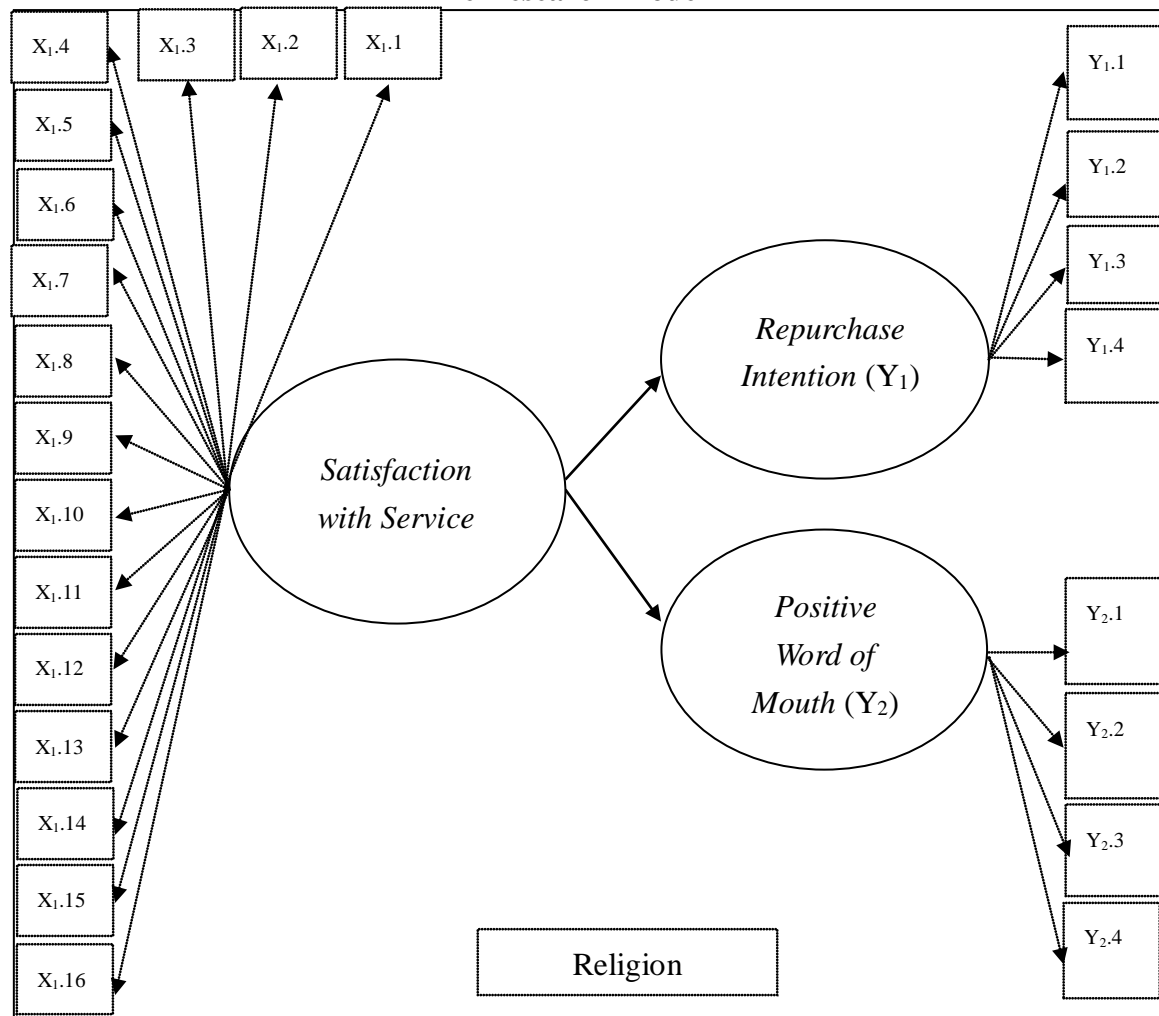 X₁.4
X₁.3
X₁.2
X₁.1
X₁.5
X₁.6
X₁.7
X₁.8
X₁.9
X₁.10
X₁.11
X₁.12
X₁.13
X₁.14
X₁.15
X₁.16
Satisfaction
with Service
Repurchase
Intention (Y₁)
Positive
Word of
Mouth (Y₂)
Y₁.1
Y₁.2
Y₁.3
Y₁.4
Y₂.1
Y₂.2
Y₂.3
Y₂.4
Religion